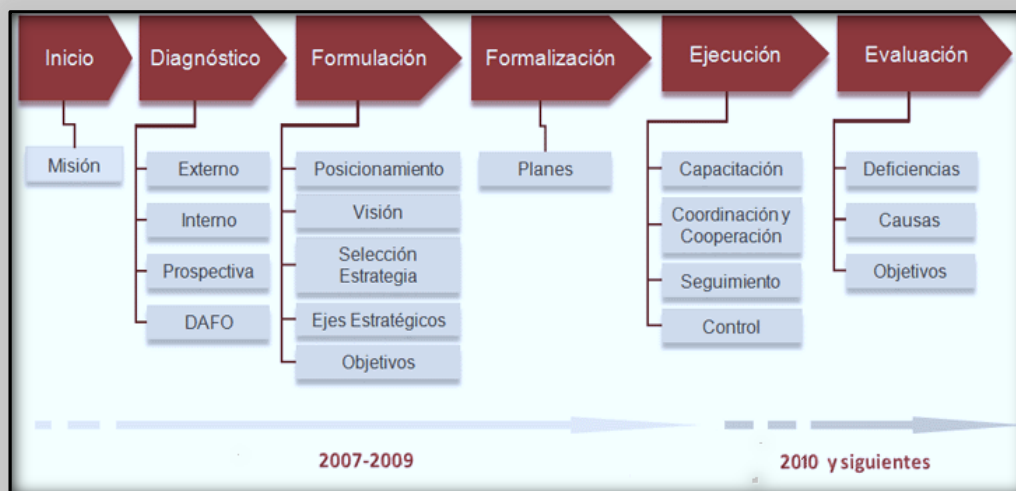 Inicio
Diagnóstico
Formulación
Formalización
Ejecución
Evaluación
Misión
Externo
Interno
Prospectiva
DAFO
Posicionamiento
Visión
Selección
Estrategia
Ejes Estratégicos
Objetivos
Planes
Capacitación
Coordinación y
Cooperación
Seguimiento
Control
Deficiencias
Causas
Objetivos
2007-2009
2010 y siguientes